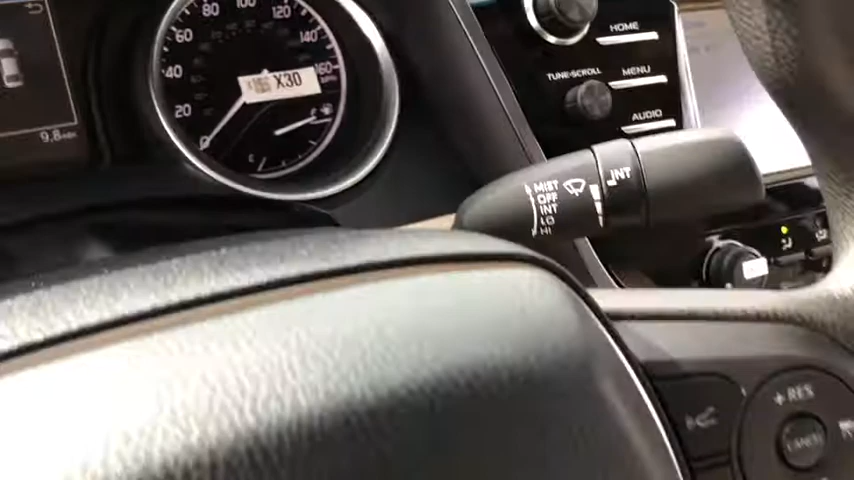 80
100
120
60
140
40
160
20
X30
9.8
HOME
TUNE•SCROLL
MENU
AUDIO
MIST
OFF
INT
LO
HI
INT
E
+RES
CANCEL